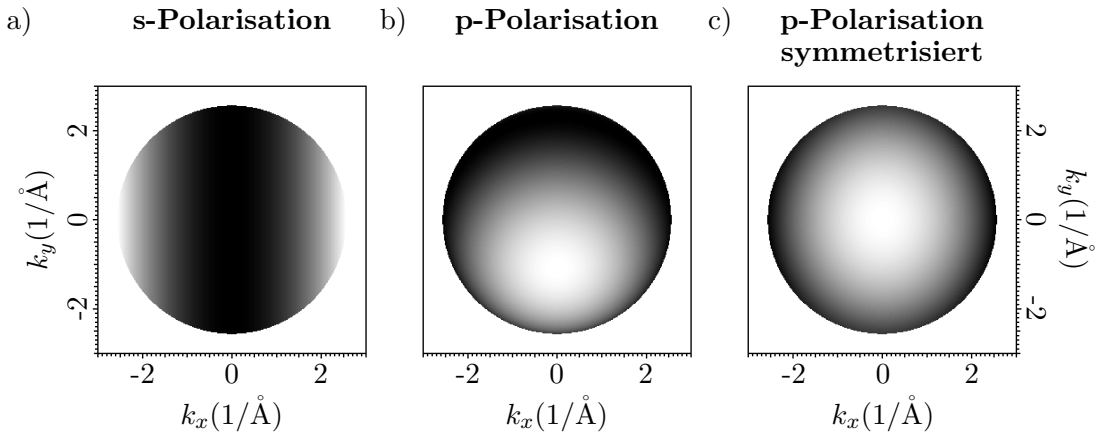 a)
s-Polarisation
b)
p-Polarisation
c)
p-Polarisation
symmetrisiert
2
0
-2
k_y(1/Å)
-2 0 2
k_x(1/Å)
-2 0 2
k_x(1/Å)
-2 0 2
k_x(1/Å)
2
0
-2
k_y(1/Å)